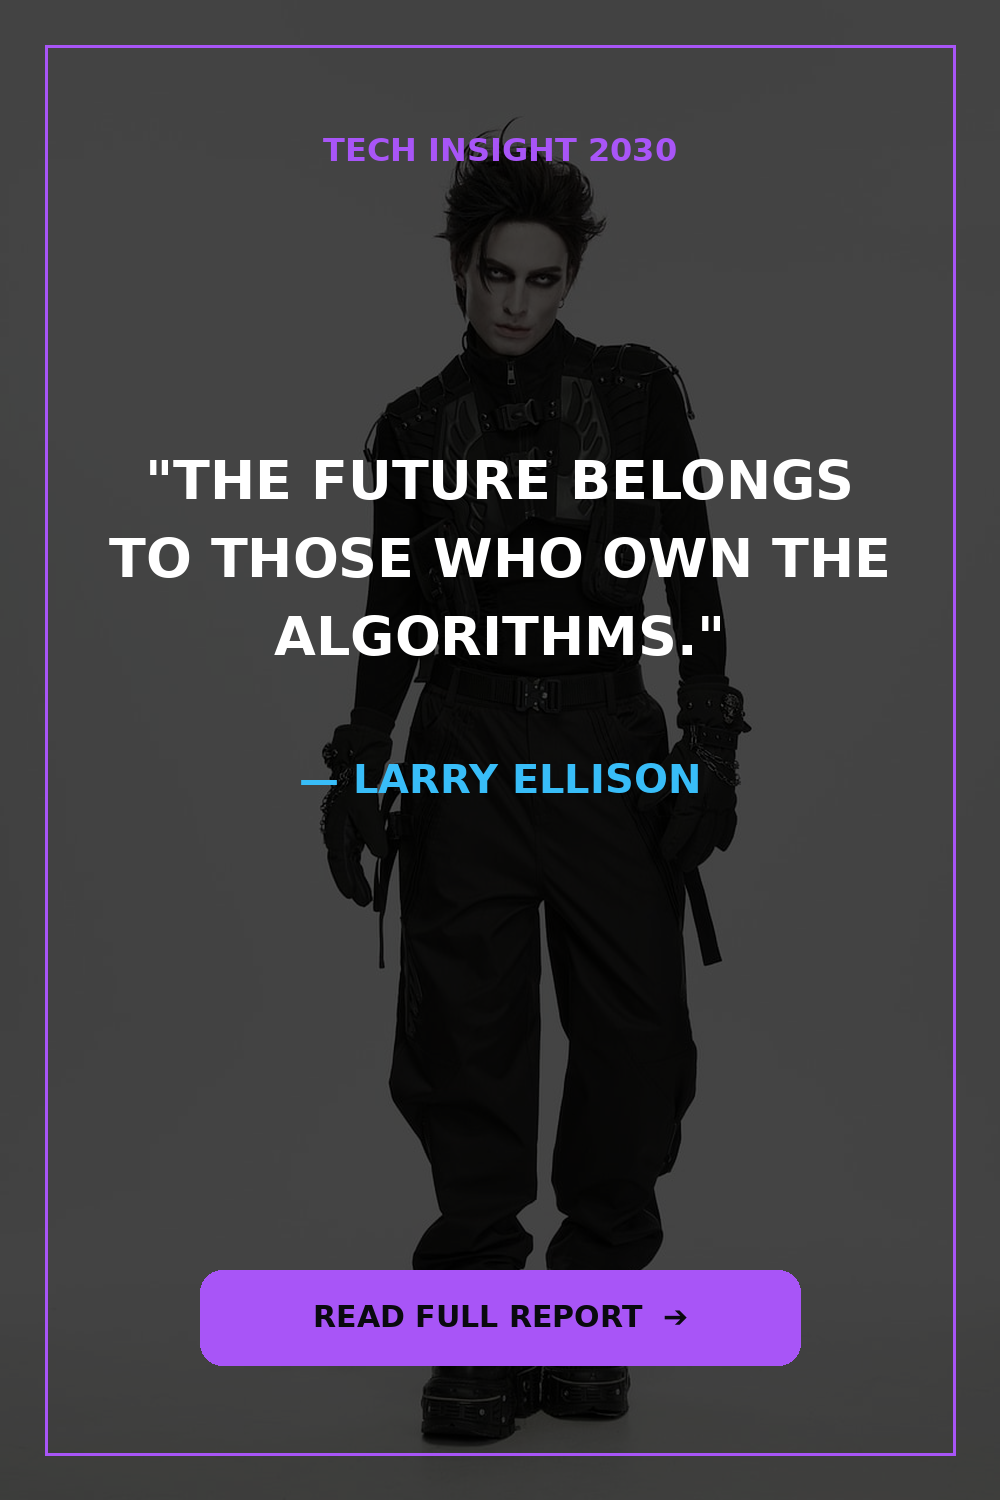 TECH INSIGHT 2030
"THE FUTURE BELONGS
TO THOSE WHO OWN THE
ALGORITHMS."
— LARRY ELLISON
READ FULL REPORT ➔